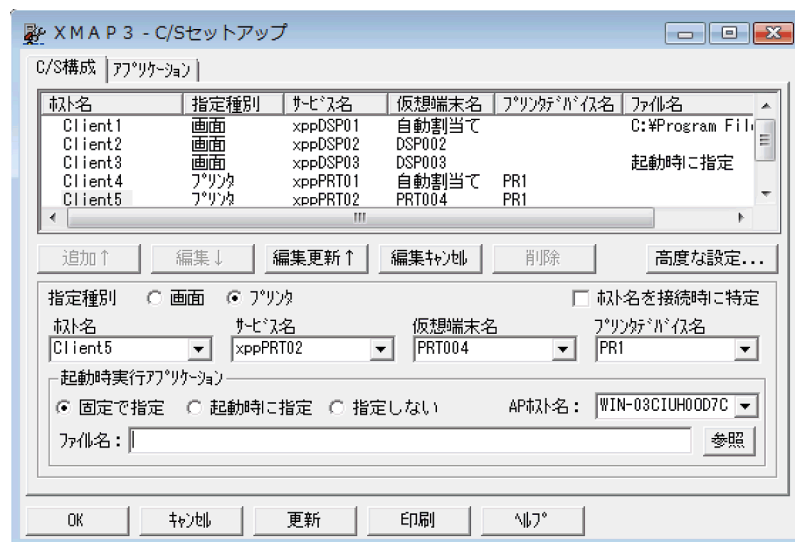 XMAP3 - C/Sセットアップ
C/S構成 ｱﾌﾟﾘｹｰｼｮﾝ
ﾎｽﾄ名 指定種別 ｻｰﾋﾞｽ名 仮想端末名 ﾌﾟﾘﾝﾀﾃﾞﾊﾞｲｽ名 ﾌｧｲﾙ名
Client1 画面 xppDSP01 自動割当て C:¥Program Fil
Client2 画面 xppDSP02 DSP002
Client3 画面 xppDSP03 DSP003 起動時に指定
Client4 ﾌﾟﾘﾝﾀ xppPRT01 自動割当て PR1
Client5 ﾌﾟﾘﾝﾀ xppPRT02 PRT004 PR1
追加↑ 編集↓ 編集更新↑ 編集ｷｬﾝｾﾙ 削除 高度な設定...
指定種別 画面 ﾌﾟﾘﾝﾀ ﾎｽﾄ名を接続時に特定
ﾎｽﾄ名 ｻｰﾋﾞｽ名 仮想端末名 ﾌﾟﾘﾝﾀﾃﾞﾊﾞｲｽ名
Client5 xppPRT02 PRT004 PR1
起動時実行ｱﾌﾟﾘｹｰｼｮﾝ
固定で指定 起動時に指定 指定しない APﾎｽﾄ名： WIN-03CIUH0OD7C
ﾌｧｲﾙ名： 参照
OK ｷｬﾝｾﾙ 更新 印刷 ﾍﾙﾌﾟ